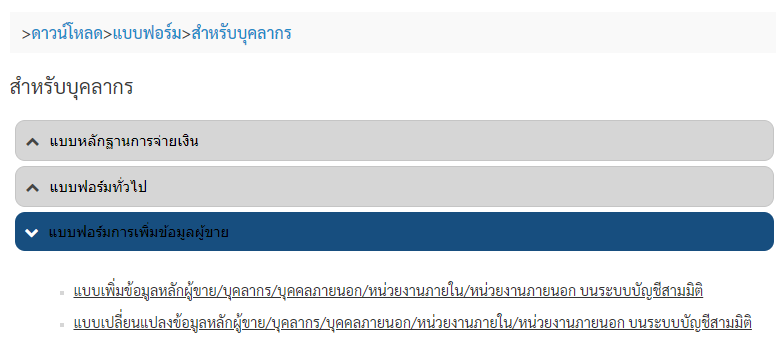 >ดาวน์โหลด>แบบฟอร์ม>สำหรับบุคลากร
สำหรับบุคลากร
แบบหลักฐานการจ่ายเงิน
แบบฟอร์มทั่วไป
แบบฟอร์มการเพิ่มข้อมูลผู้ขาย
แบบเพิ่มข้อมูลหลักผู้ขาย/บุคลากร/บุคคลภายนอก/หน่วยงานภายใน/หน่วยงานภายนอก บนระบบบัญชีสามมิติ
แบบเปลี่ยนแปลงข้อมูลหลักผู้ขาย/บุคลากร/บุคคลภายนอก/หน่วยงานภายใน/หน่วยงานภายนอก บนระบบบัญชีสามมิติ